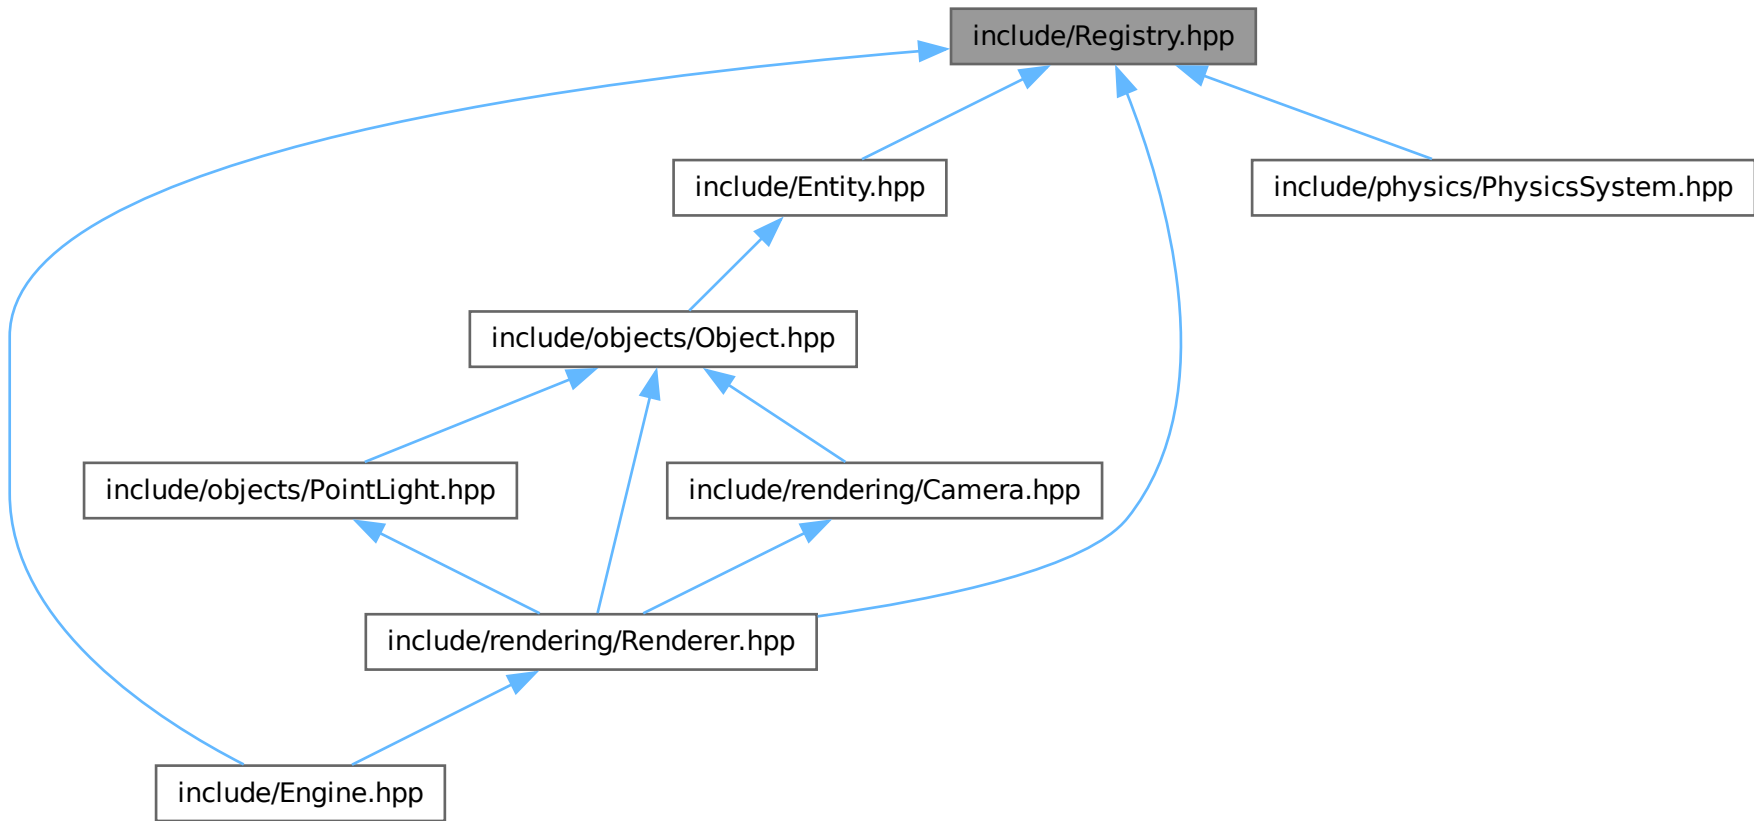 include/Registry.hpp
include/Entity.hpp
include/physics/PhysicsSystem.hpp
include/objects/Object.hpp
include/objects/PointLight.hpp
include/rendering/Camera.hpp
include/rendering/Renderer.hpp
include/Engine.hpp